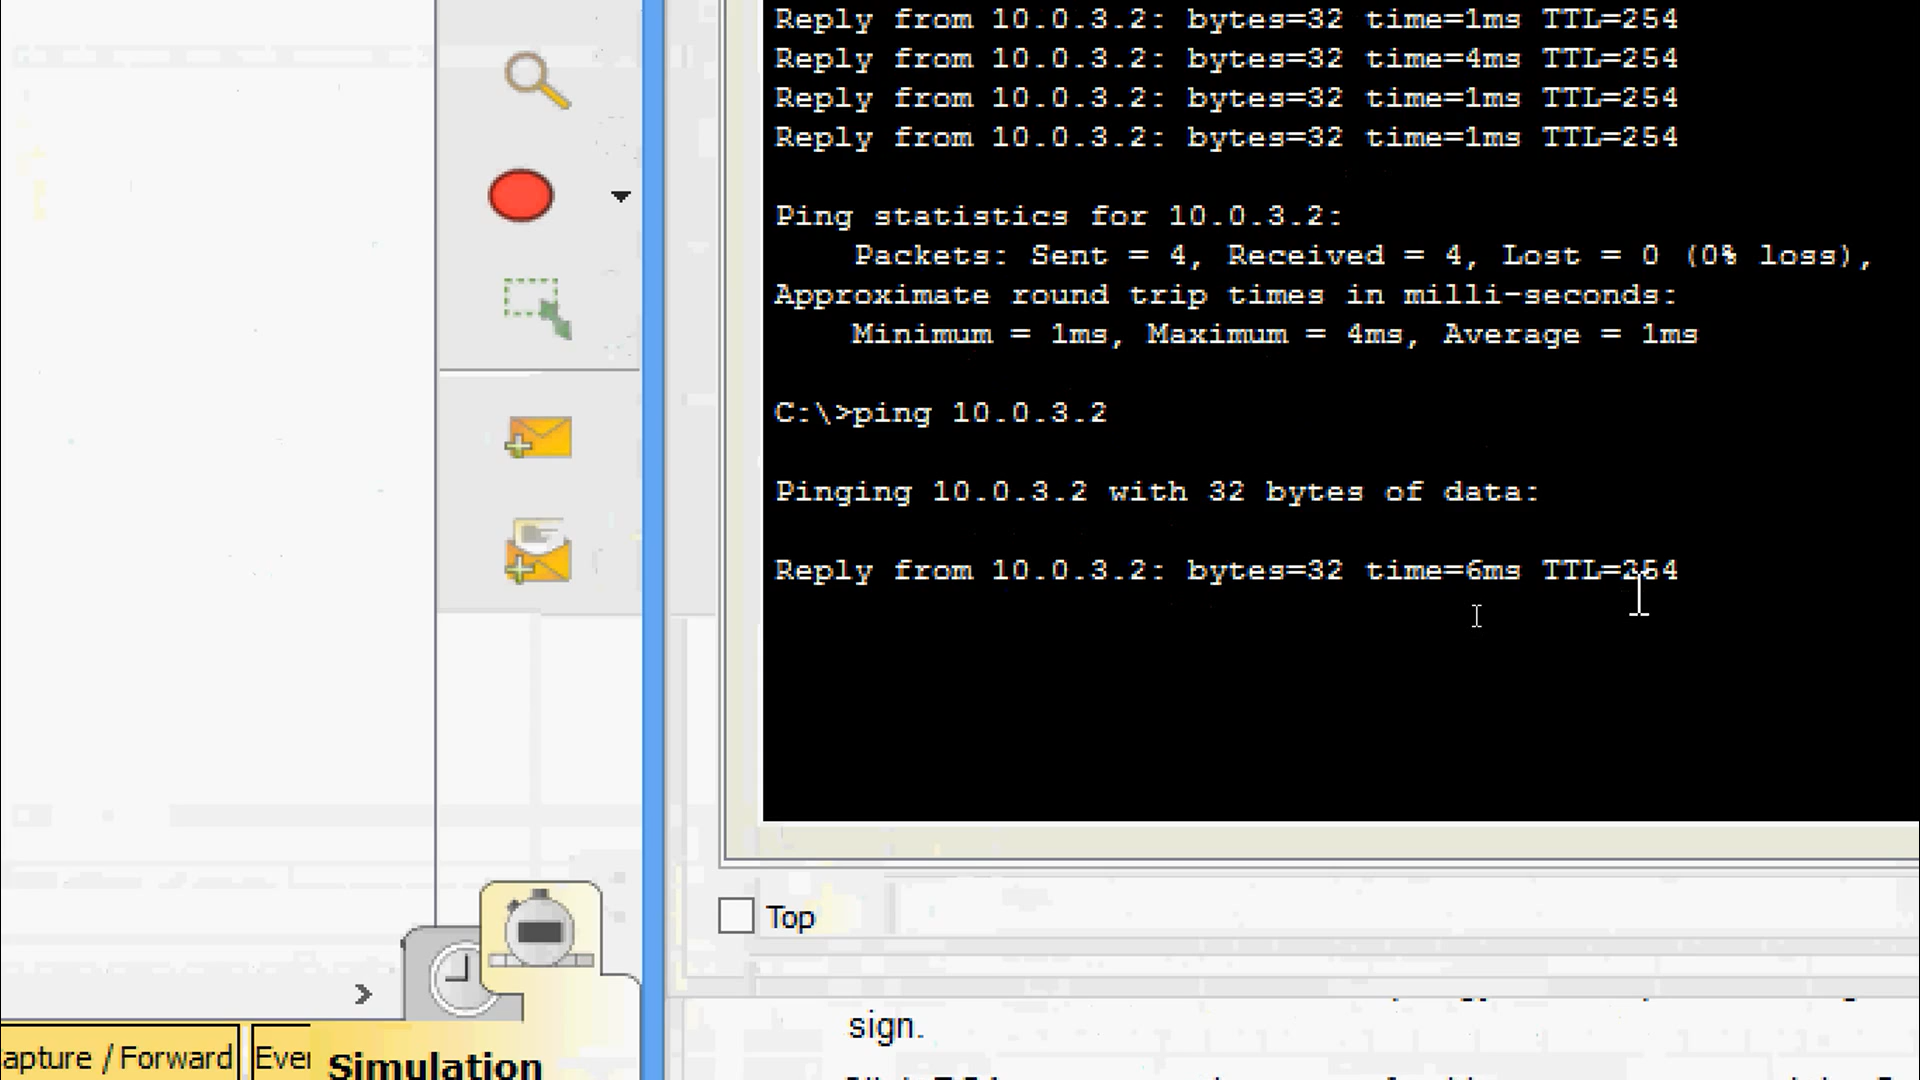 Reply from 10.0.3.2: bytes=32 time=1ms TTL=254
Reply from 10.0.3.2: bytes=32 time=4ms TTL=254
Reply from 10.0.3.2: bytes=32 time=1ms TTL=254
Reply from 10.0.3.2: bytes=32 time=1ms TTL=254
Ping statistics for 10.0.3.2:
Packets: Sent = 4, Received = 4, Lost = 0 (0% loss),
Approximate round trip times in milli-seconds:
Minimum = 1ms, Maximum = 4ms, Average = 1ms
C:\>ping 10.0.3.2
Pinging 10.0.3.2 with 32 bytes of data:
Reply from 10.0.3.2: bytes=32 time=6ms TTL=254
Top
sign.
apture / Forward
Ever
Simulation